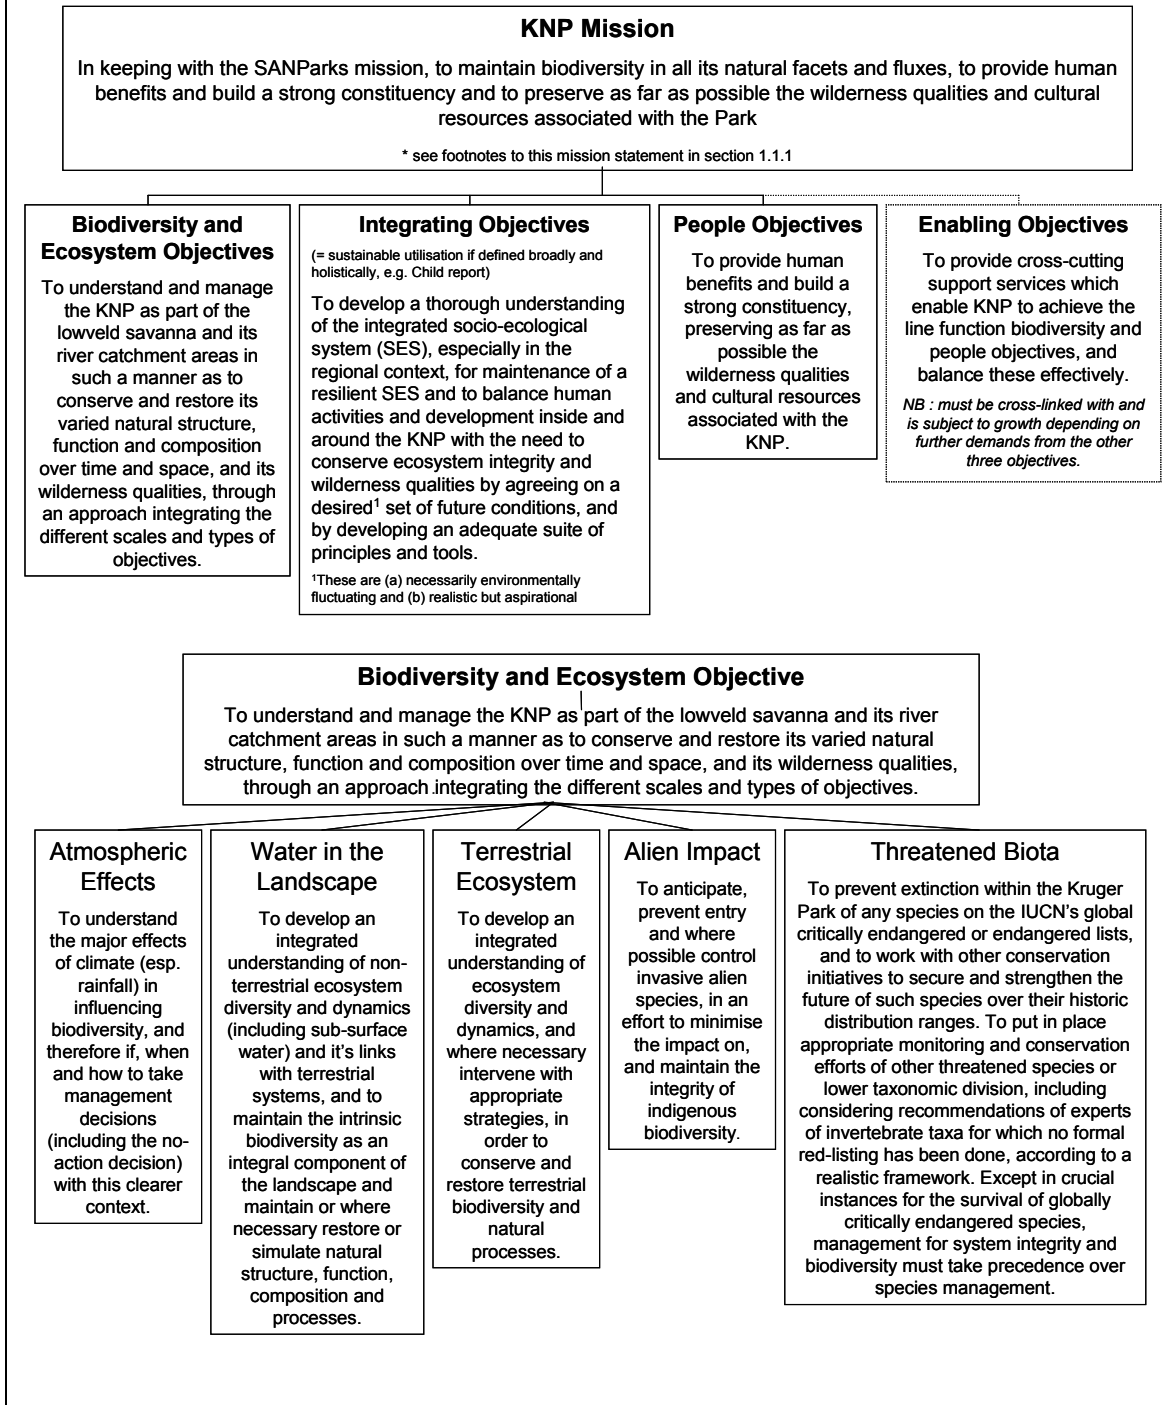 KNP Mission
In keeping with the SANParks mission, to maintain biodiversity in all its natural facets and fluxes, to provide human
benefits and build a strong constituency and to preserve as far as possible the wilderness qualities and cultural
resources associated with the Park
* see footnotes to this mission statement in section 1.1.1
Biodiversity and
Ecosystem Objectives
To understand and manage
the KNP as part of the
lowveld savanna and its
river catchment areas in
such a manner as to
conserve and restore its
varied natural structure,
function and composition
over time and space, and its
wilderness qualities, through
an approach integrating the
different scales and types of
objectives.
Integrating Objectives
(= sustainable utilisation if defined broadly and
holistically, e.g. Child report)
To develop a thorough understanding
of the integrated socio-ecological
system (SES), especially in the
regional context, for maintenance of a
resilient SES and to balance human
activities and development inside and
around the KNP with the need to
conserve ecosystem integrity and
wilderness qualities by agreeing on a
desired¹ set of future conditions, and
by developing an adequate suite of
principles and tools.
¹These are (a) necessarily environmentally
fluctuating and (b) realistic but aspirational
People Objectives
To provide human
benefits and build a
strong constituency,
preserving as far as
possible the
wilderness qualities
and cultural resources
associated with the
KNP.
Enabling Objectives
To provide cross-cutting
support services which
enable KNP to achieve the
line function biodiversity and
people objectives, and
balance these effectively.
NB : must be cross-linked with and
is subject to growth depending on
further demands from the other
three objectives.
Biodiversity and Ecosystem Objective
To understand and manage the KNP as part of the lowveld savanna and its river
catchment areas in such a manner as to conserve and restore its varied natural
structure, function and composition over time and space, and its wilderness qualities,
through an approach integrating the different scales and types of objectives.
Atmospheric
Effects
To understand
the major effects
of climate (esp.
rainfall) in
influencing
biodiversity, and
therefore if, when
and how to take
management
decisions
(including the no-
action decision)
with this clearer
context.
Water in the
Landscape
To develop an
integrated
understanding of non-
terrestrial ecosystem
diversity and dynamics
(including sub-surface
water) and it's links
with terrestrial
systems, and to
maintain the intrinsic
biodiversity as an
integral component of
the landscape and
maintain or where
necessary restore or
simulate natural
structure, function,
composition and
processes.
Terrestrial
Ecosystem
To develop an
integrated
understanding of
ecosystem
diversity and
dynamics, and
where necessary
intervene with
appropriate
strategies, in
order to
conserve and
restore terrestrial
biodiversity and
natural
processes.
Alien Impact
To anticipate,
prevent entry
and where
possible control
invasive alien
species, in an
effort to minimise
the impact on,
and maintain the
integrity of
indigenous
biodiversity.
Threatened Biota
To prevent extinction within the Kruger
Park of any species on the IUCN's global
critically endangered or endangered lists,
and to work with other conservation
initiatives to secure and strengthen the
future of such species over their historic
distribution ranges. To put in place
appropriate monitoring and conservation
efforts of other threatened species or
lower taxonomic division, including
considering recommendations of experts
of invertebrate taxa for which no formal
red-listing has been done, according to a
realistic framework. Except in crucial
instances for the survival of globally
critically endangered species,
management for system integrity and
biodiversity must take precedence over
species management.